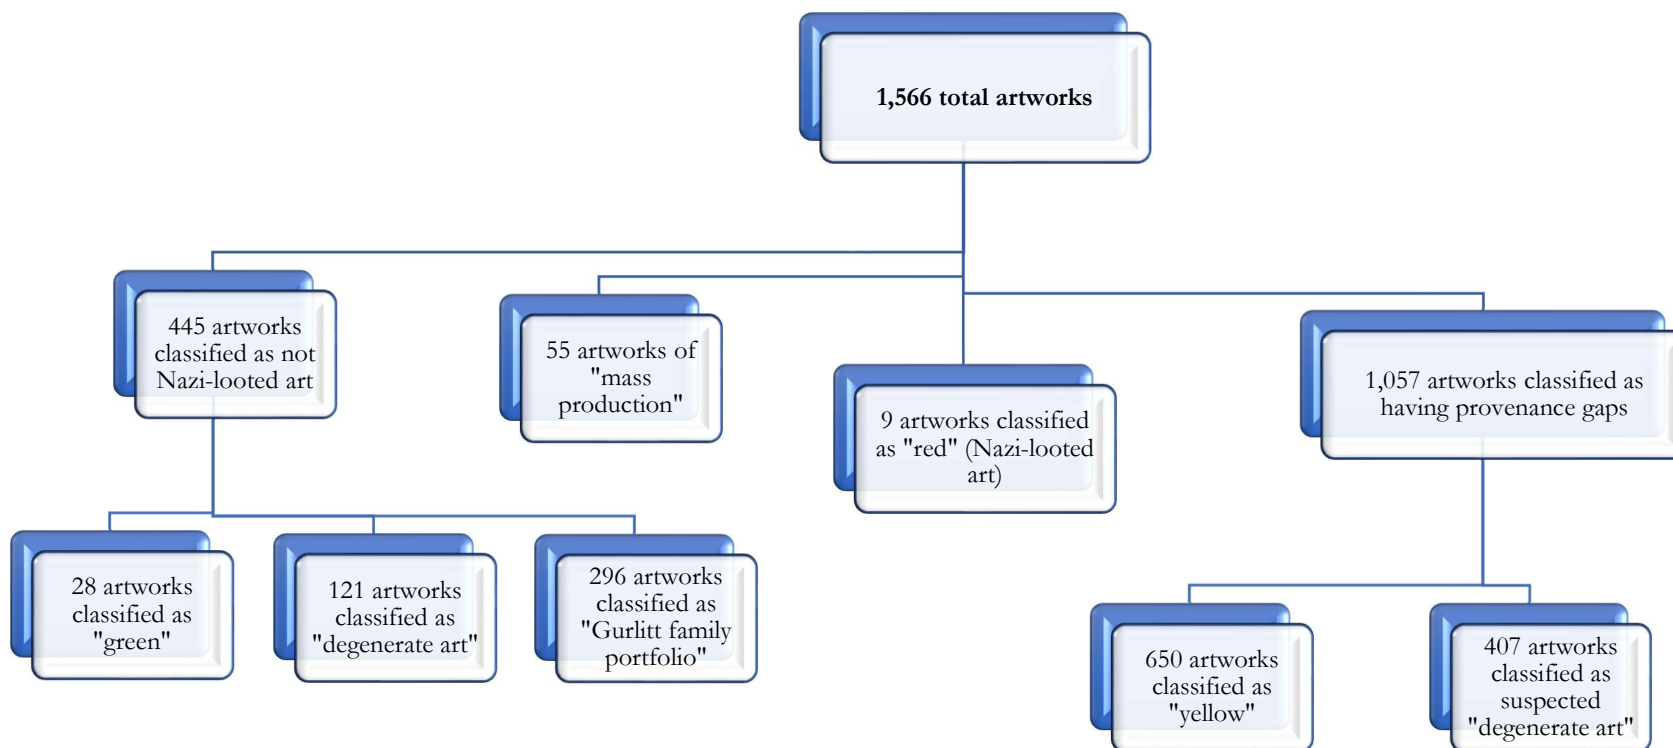 1,566 total artworks
445 artworks
classified as not
Nazi-looted art
55 artworks of
"mass
production"
9 artworks classified
as "red" (Nazi-looted
art)
1,057 artworks classified as
having provenance gaps
28 artworks
classified as
"green"
121 artworks
classified as
"degenerate art"
296 artworks
classified as
"Gurlitt family
portfolio"
650 artworks
classified as
"yellow"
407 artworks
classified as
suspected
"degenerate art"